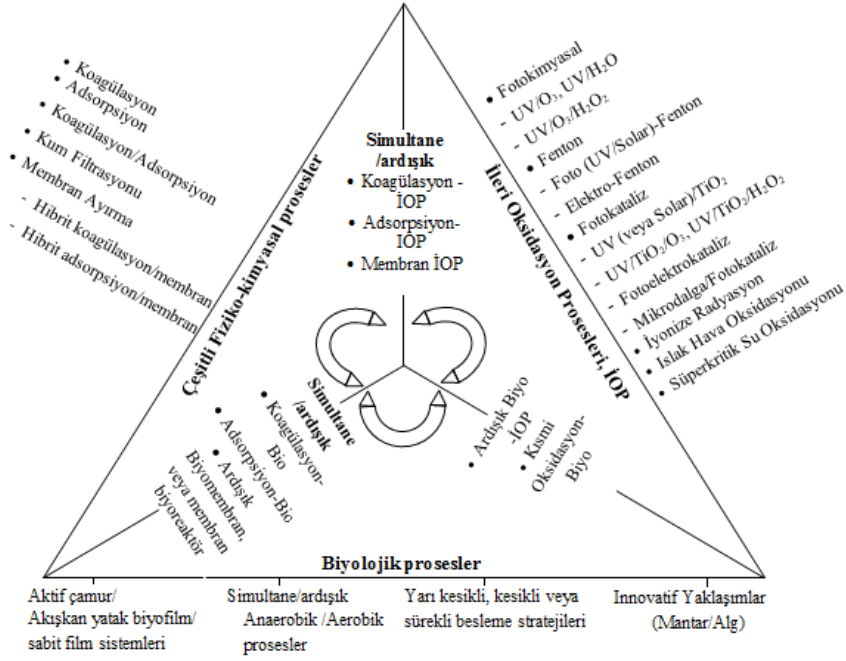 • Koagülasyon
• Adsorpsiyon
• Koagülasyon/Adsorpsiyon
• Kum Filtrasyonu
• Membran Ayırma
- Hibrit koagülasyon/membran
- Hibrit adsorpsiyon/membran
Çeşitli Fiziko-kimyasal prosesler
Simultane
/ardışık
• Koagülasyon -
İOP
• Adsorpsiyon-
İOP
• Membran İOP
İleri Oksidasyon Prosesleri, İOP
• Fotokimyasal
- UV/O₃, UV/H₂O
- UV/O₃/H₂O₂
• Fenton
- Foto (UV/Solar)-Fenton
- Elektro-Fenton
• Fotokataliz
- UV (veya Solar)/TiO₂
- UV/TiO₂/O₃, UV/TiO₂/H₂O₂
- Fotoelektrokataliz
- Mikrodalga/Fotokataliz
• İyonize Radyasyon
• Islak Hava Oksidasyonu
• Süperkritik Su Oksidasyonu
Simultane
/ardışık
• Koagülasyon-
Bio
• Adsorpsiyon-Bio
• Ardışık
Biyomembran,
veya membran
biyoreaktör
• Ardışık Biyo
-İOP
• Kısmi
Oksidasyon-
Biyo
Biyolojik prosesler
Aktif çamur/
Akışkan yatak biyofilm/
sabit film sistemleri
Simultane/ardışık
Anaerobik /Aerobik
prosesler
Yarı kesikli, kesikli veya
sürekli besleme stratejileri
Innovatif Yaklaşımlar
(Mantar/Alg)